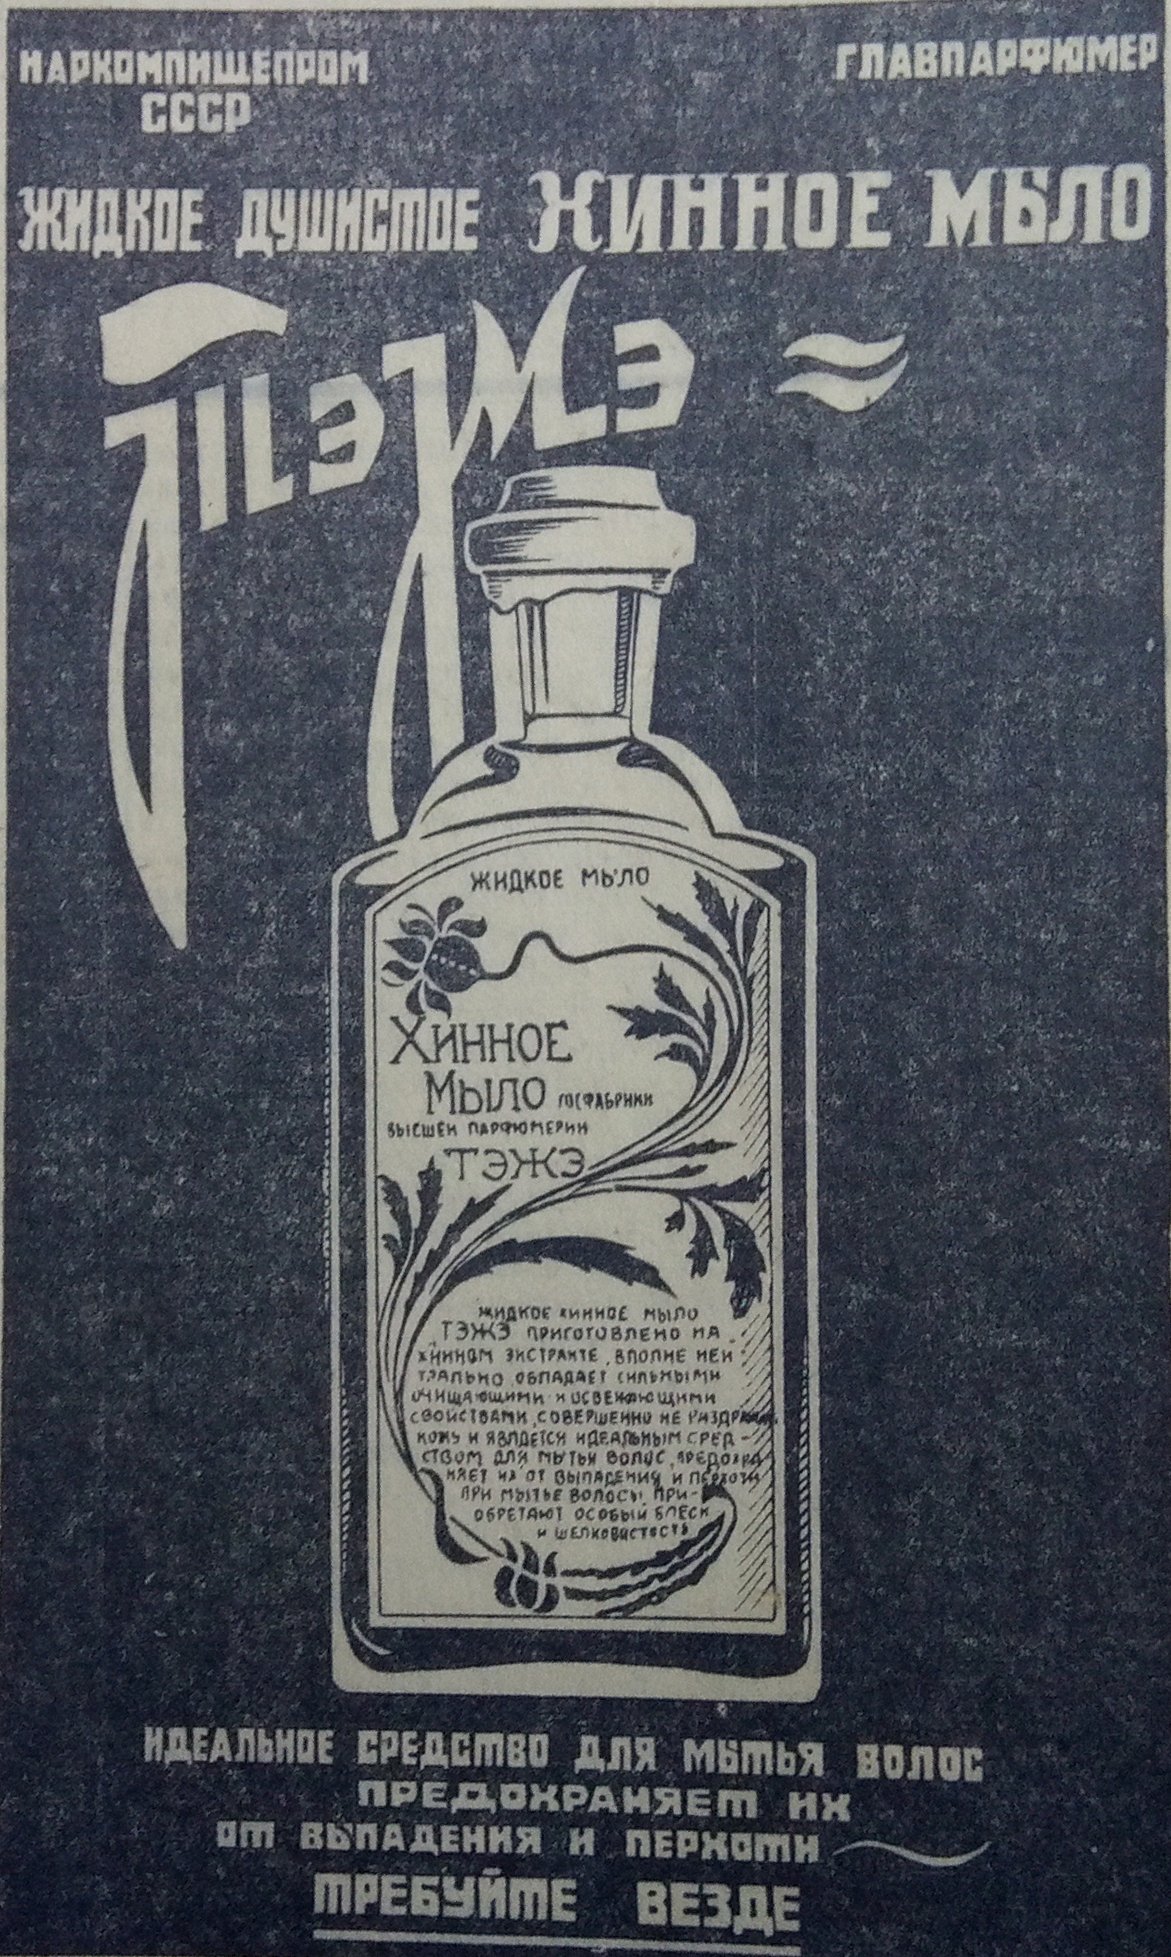 НАРКОМПИЩЕПРОМ
СССР
ГЛАВПАРФЮМЕР
ЖИДКОЕ ДУШИСТОЕ ХИННОЕ МЫЛО
ТЭЖЭ
ЖИДКОЕ МЫЛО
ХИННОЕ
МЫЛО ГОСФАБРИКИ
ВЫСШЕЙ ПАРФЮМЕРИИ
ТЭЖЭ
ЖИДКОЕ ХИННОЕ МЫЛО
ТЭЖЭ ПРИГОТОВЛЕНО НА
ХИННОМ ЭКСТРАКТЕ, ВПОЛНЕ НЕЙ
ТРАЛЬНО, ОБЛАДАЕТ СИЛЬНЫМИ
ОЧИЩАЮЩИМИ И ОСВЕЖАЮЩИМИ
СВОЙСТВАМИ, СОВЕРШЕННО НЕ РАЗДРАЖАЕТ
КОЖУ И ЯВЛЯЕТСЯ ИДЕАЛЬНЫМ СРЕД-
СТВОМ ДЛЯ МЫТЬЯ ВОЛОС, ПРЕДОХРА
НЯЕТ ИХ ОТ ВЫПАДЕНИЯ И ПЕРХОТИ
ПРИ МЫТЬЕ ВОЛОСЫ ПРИ-
ОБРЕТАЮТ ОСОБЫЙ БЛЕСК
И ШЕЛКОВИСТОСТЬ
ИДЕАЛЬНОЕ СРЕДСТВО ДЛЯ МЫТЬЯ ВОЛОС
ПРЕДОХРАНЯЕТ ИХ
ОТ ВЫПАДЕНИЯ И ПЕРХОТИ
ТРЕБУЙТЕ ВЕЗДЕ